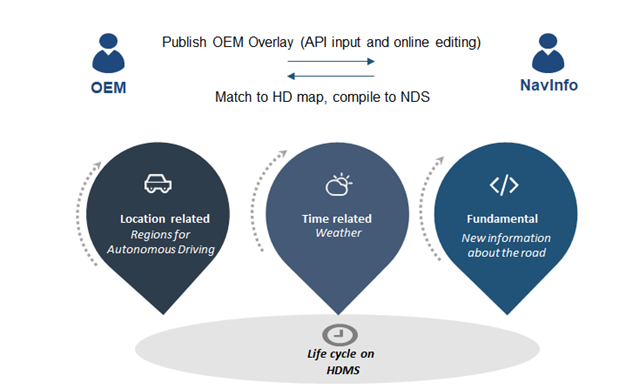 Publish OEM Overlay (API input and online editing)
OEM
NavInfo
Match to HD map, compile to NDS
Location related
Regions for
Autonomous Driving
Time related
Weather
</>
Fundamental
New information
about the road
Life cycle on
HDMS